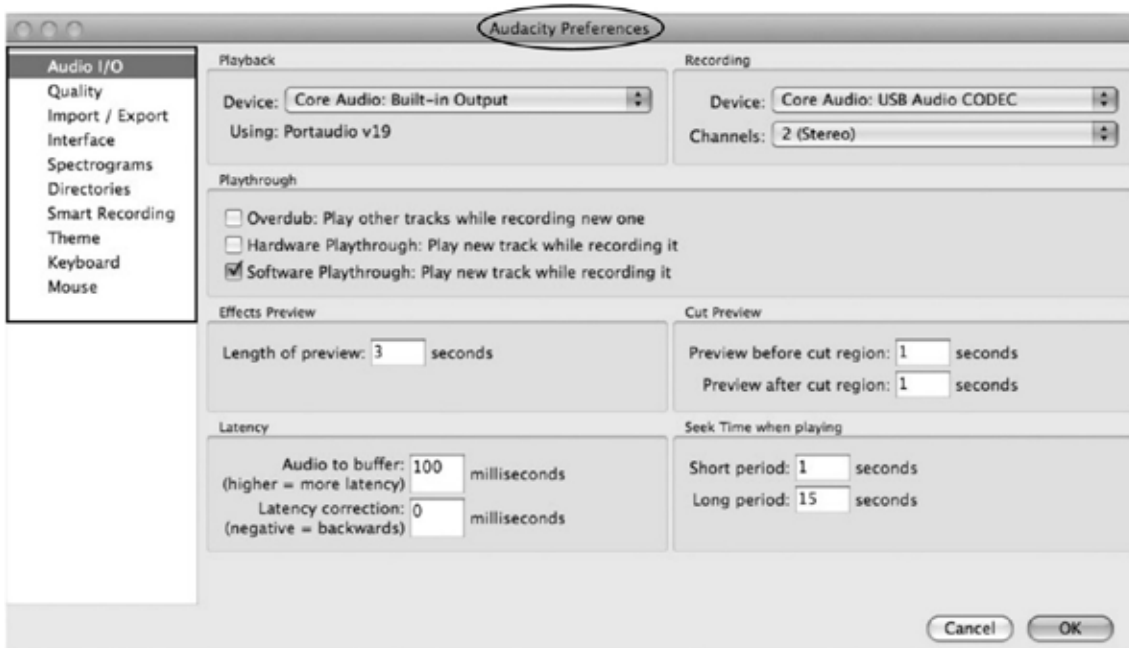 Audacity Preferences
Audio I/O
Quality
Import / Export
Interface
Spectrograms
Directories
Smart Recording
Theme
Keyboard
Mouse
Playback
Device: Core Audio: Built-in Output
Using: Portaudio v19
Recording
Device: Core Audio: USB Audio CODEC
Channels: 2 (Stereo)
Playthrough
Overdub: Play other tracks while recording new one
Hardware Playthrough: Play new track while recording it
Software Playthrough: Play new track while recording it
Effects Preview
Length of preview: 3 seconds
Cut Preview
Preview before cut region: 1 seconds
Preview after cut region: 1 seconds
Latency
Audio to buffer: 100 milliseconds
(higher = more latency)
Latency correction: 0 milliseconds
(negative = backwards)
Seek Time when playing
Short period: 1 seconds
Long period: 15 seconds
Cancel
OK